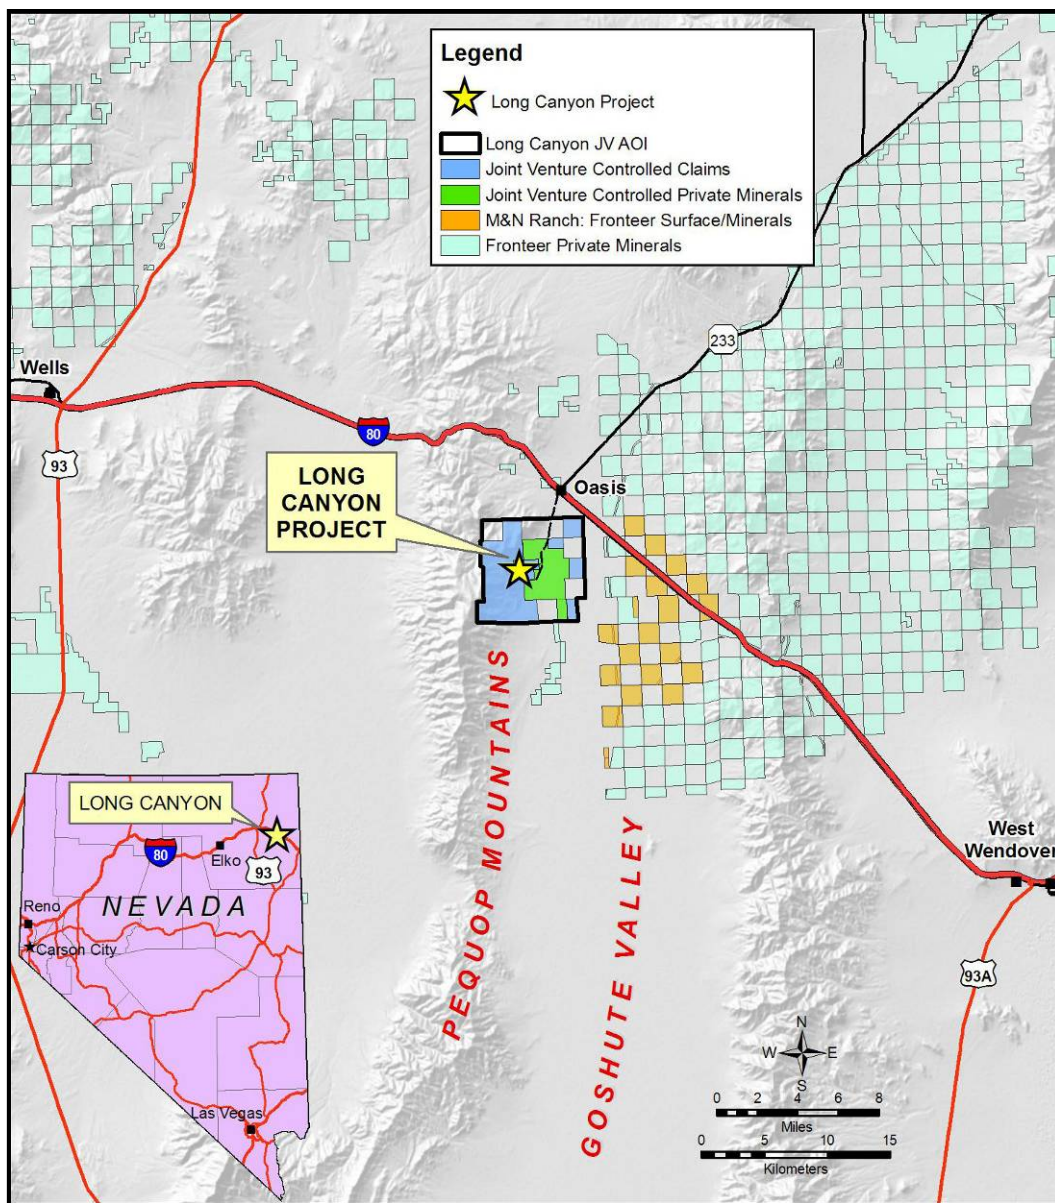 Legend
Long Canyon Project
Long Canyon JV AOI
Joint Venture Controlled Claims
Joint Venture Controlled Private Minerals
M&N Ranch: Fronteer Surface/Minerals
Fronteer Private Minerals
233
Wells
80
93
LONG
CANYON
PROJECT
Oasis
PEQUOP MOUNTAINS
GOSHUTE VALLEY
West
Wendover
93A
LONG CANYON
80
Elko
93
NEVADA
Reno
Carson City
Las Vegas
N
W E
S
0 2 4 6 8
Miles
0 5 10 15
Kilometers